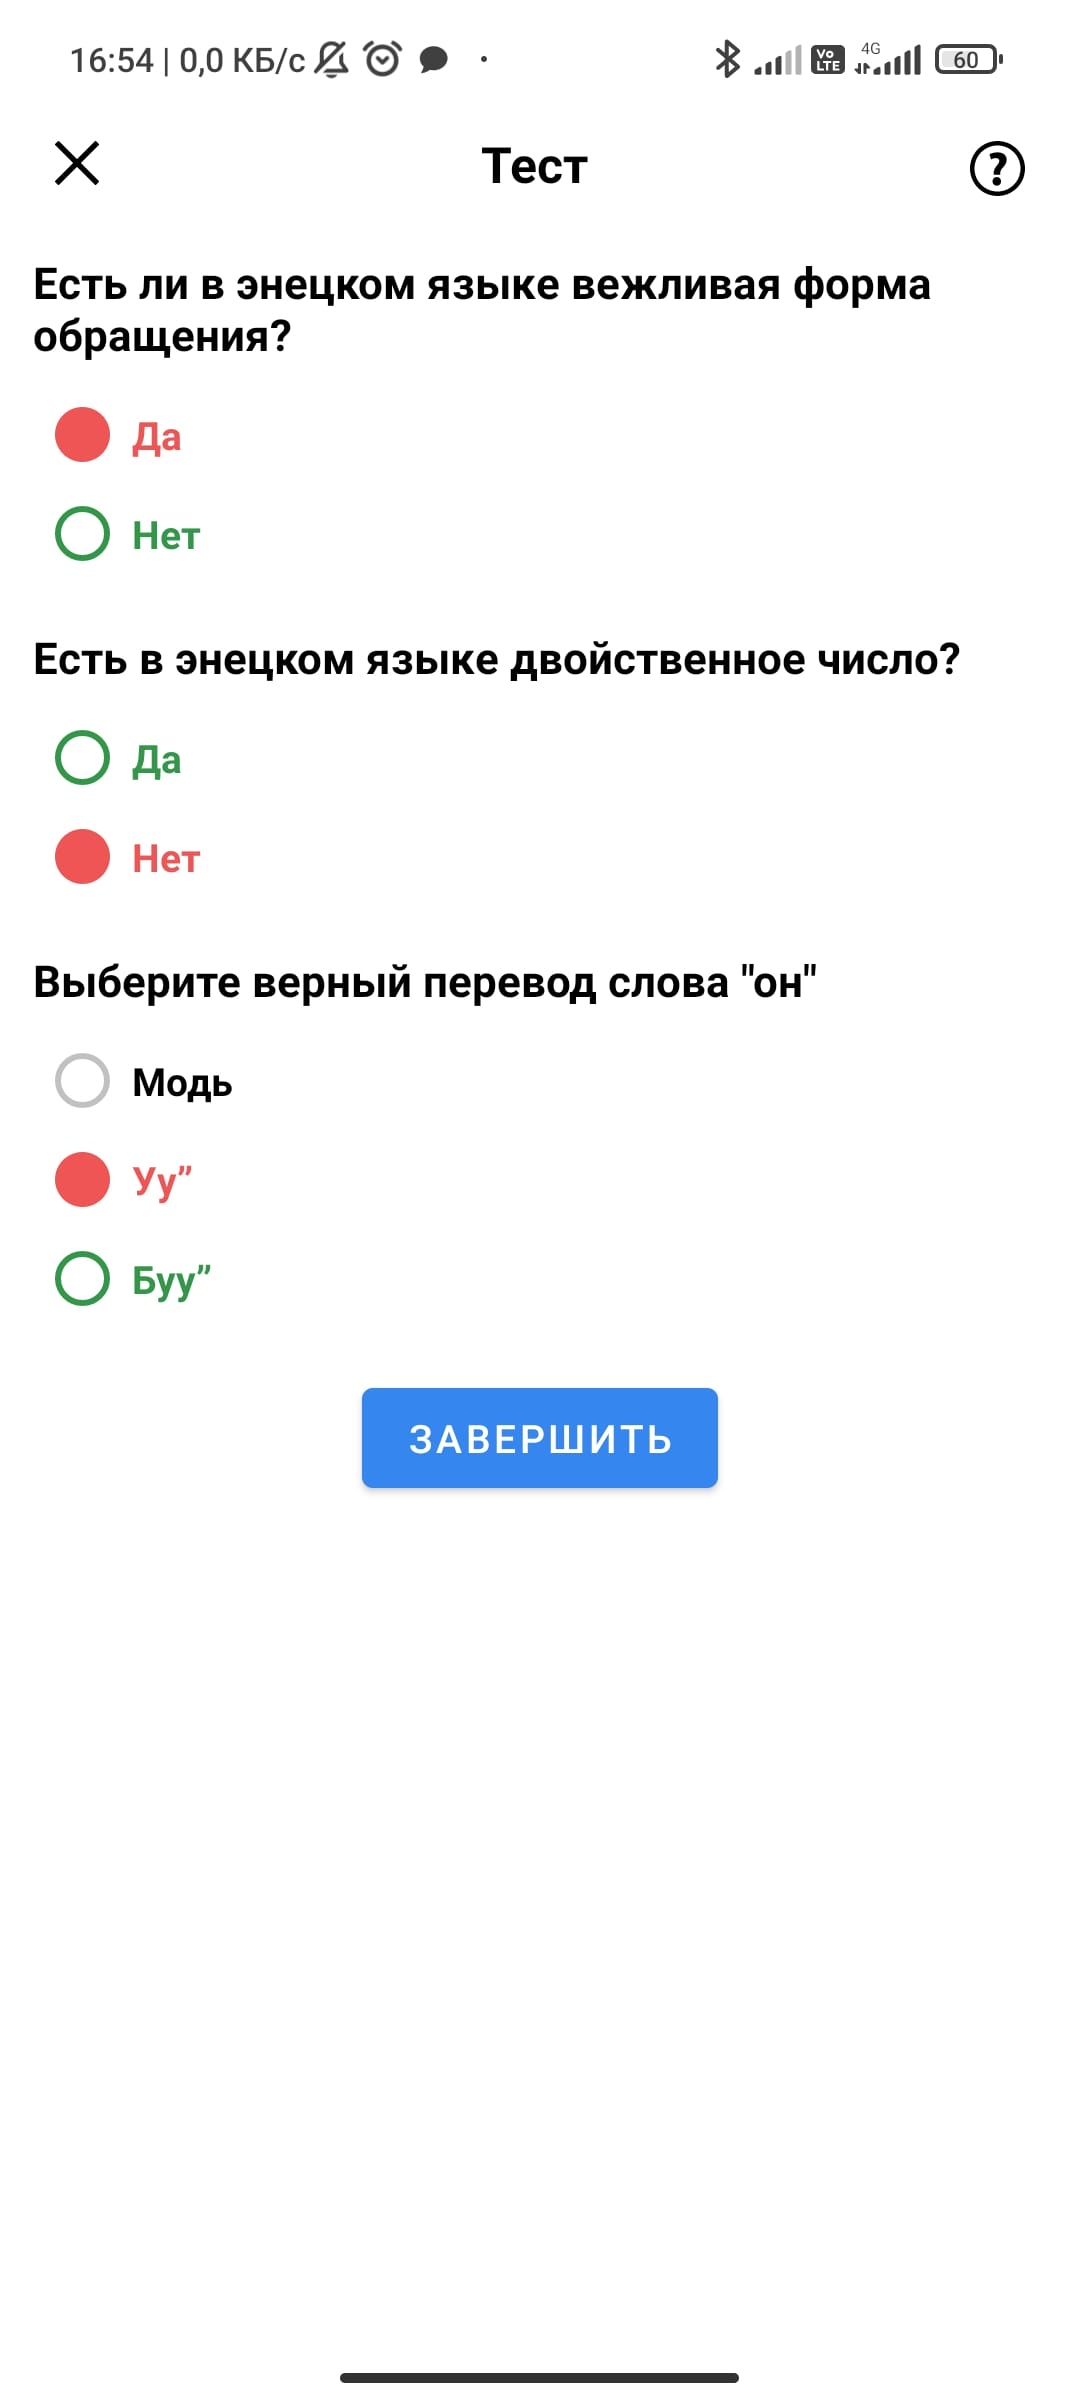 16:54 | 0,0 КБ/с
Vo LTE 4G 60
Тест
Есть ли в энецком языке вежливая форма
обращения?
Да
Нет
Есть в энецком языке двойственное число?
Да
Нет
Выберите верный перевод слова "он"
Модь
Уу”
Буу”
ЗАВЕРШИТЬ